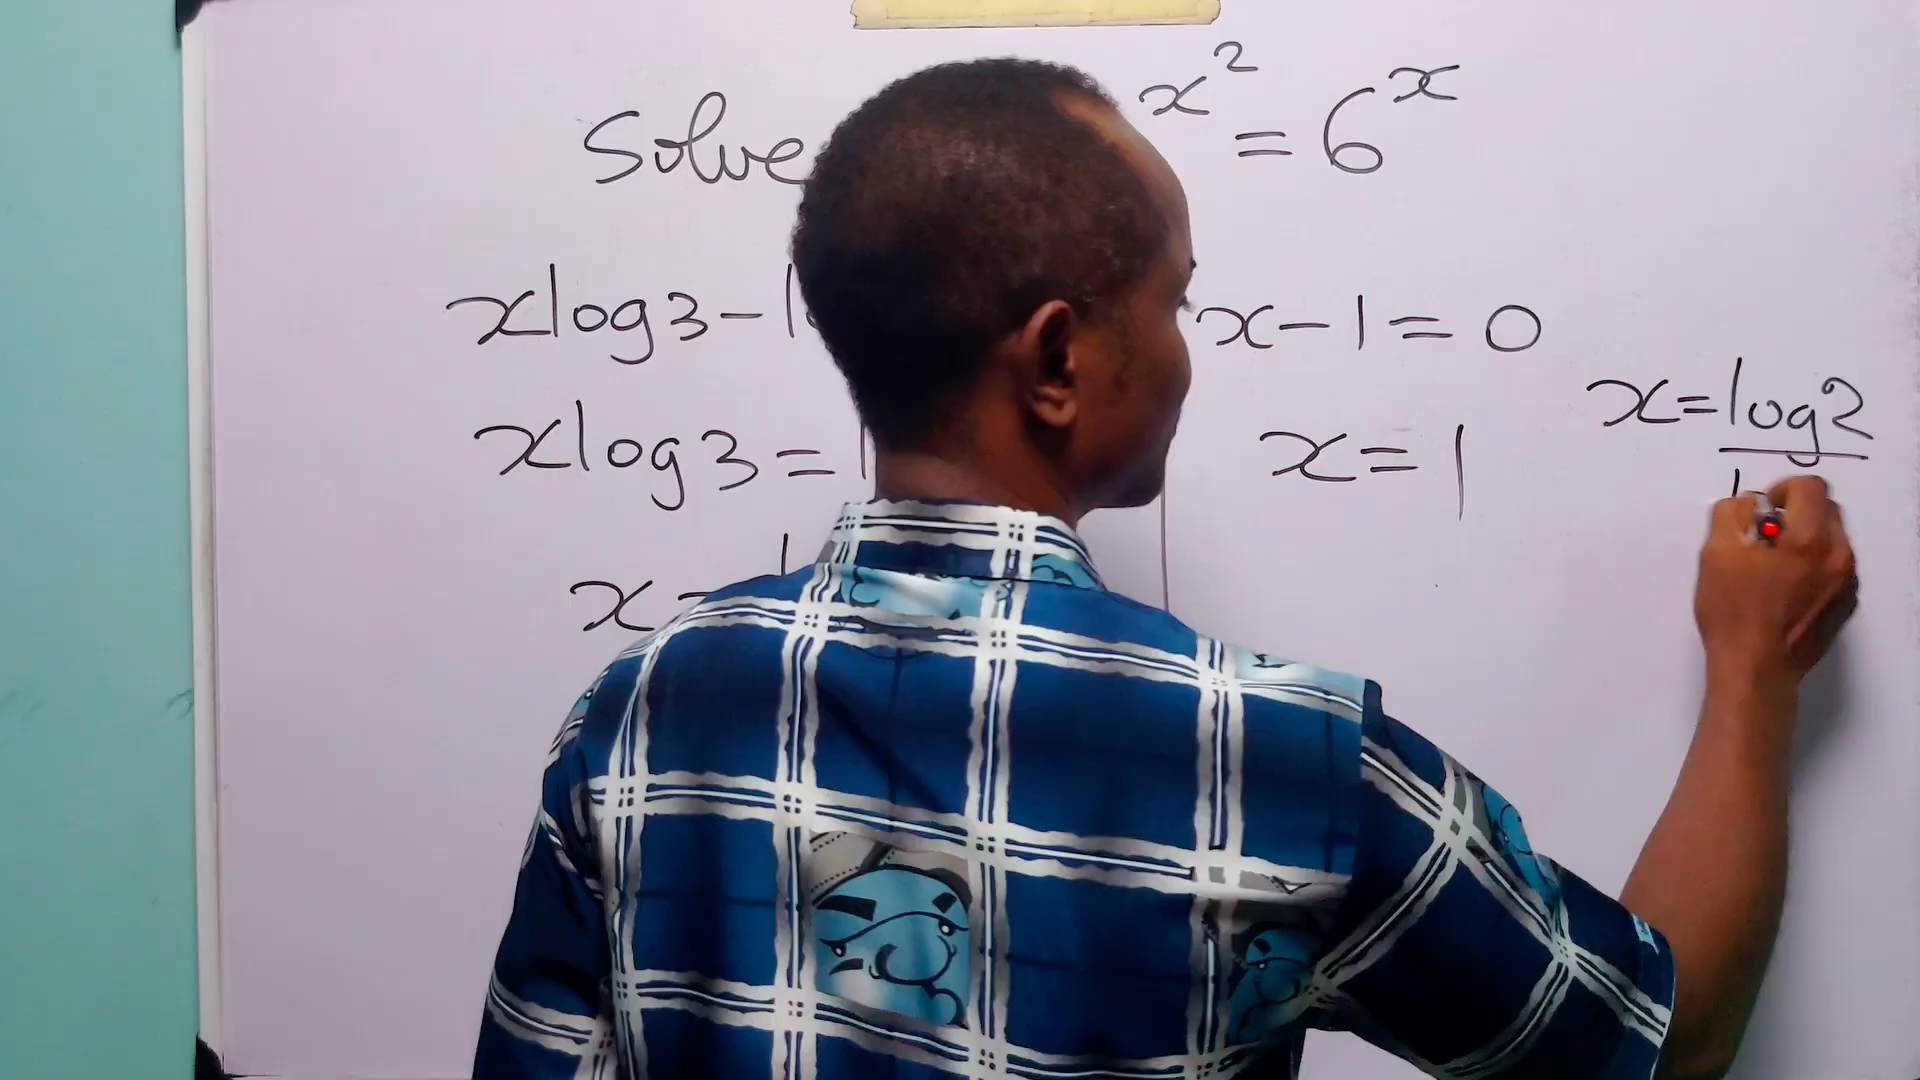 Solve x² = 6ˣ
xlog3 -
x - 1 = 0
xlog3 =
x = 1
x = log2
x